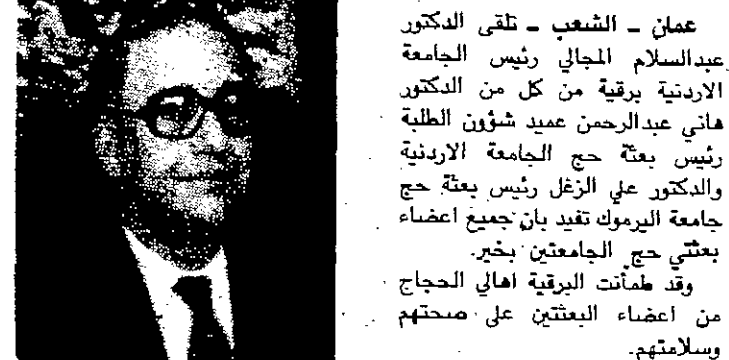 عمان ـ الشعب ـ تلقى الدكتور
عبدالسلام المجالي رئيس الجامعة
الاردنية برقية من كل من الدكتور
هاني عبدالرحمن عميد شؤون الطلبة
رئيس بعثة حج الجامعة الاردنية
والدكتور علي الزغل رئيس بعثة حج
جامعة اليرموك تفيد بان جميع اعضاء
بعثتي حج الجامعتين بخير.
وقد طمأنت البرقية اهالي الحجاج
من اعضاء البعثتين على صحتهم
وسلامتهم.